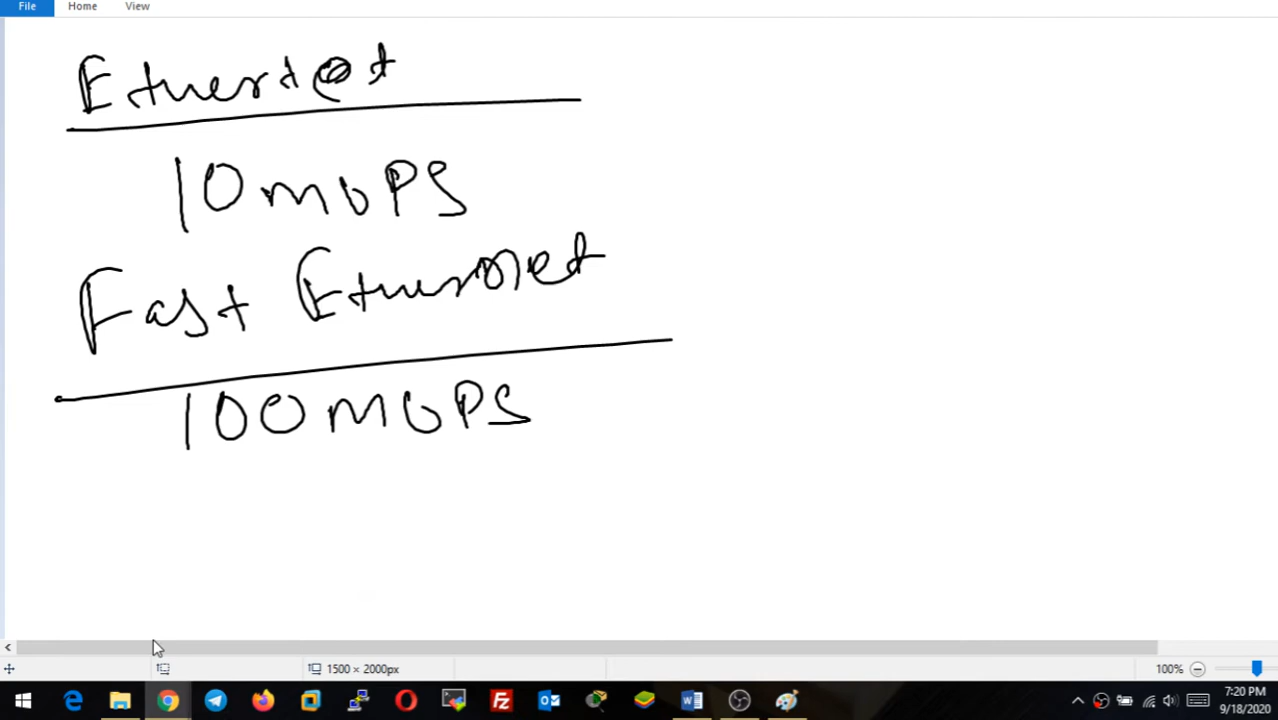 File Home View
Ethernet
10 Mbps
Fast Ethernet
100 Mbps
1500 × 2000px 100%
7:20 PM
9/18/2020